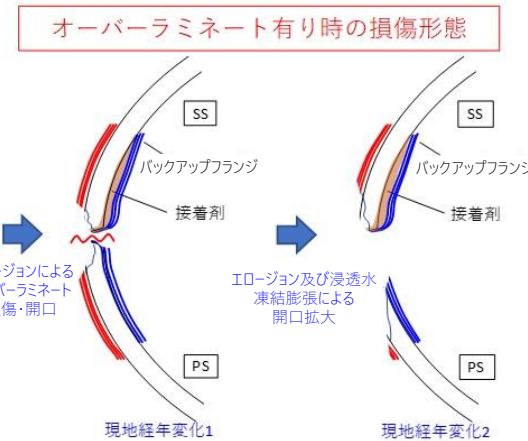 オーバーラミネート有り時の損傷形態
SS
バックアップフランジ
接着剤
ージョンによる
バーラミネート
傷・開口
PS
現地経年変化1
SS
バックアップフランジ
接着剤
エロージョン及び浸透水
凍結膨張による
開口拡大
PS
現地経年変化2